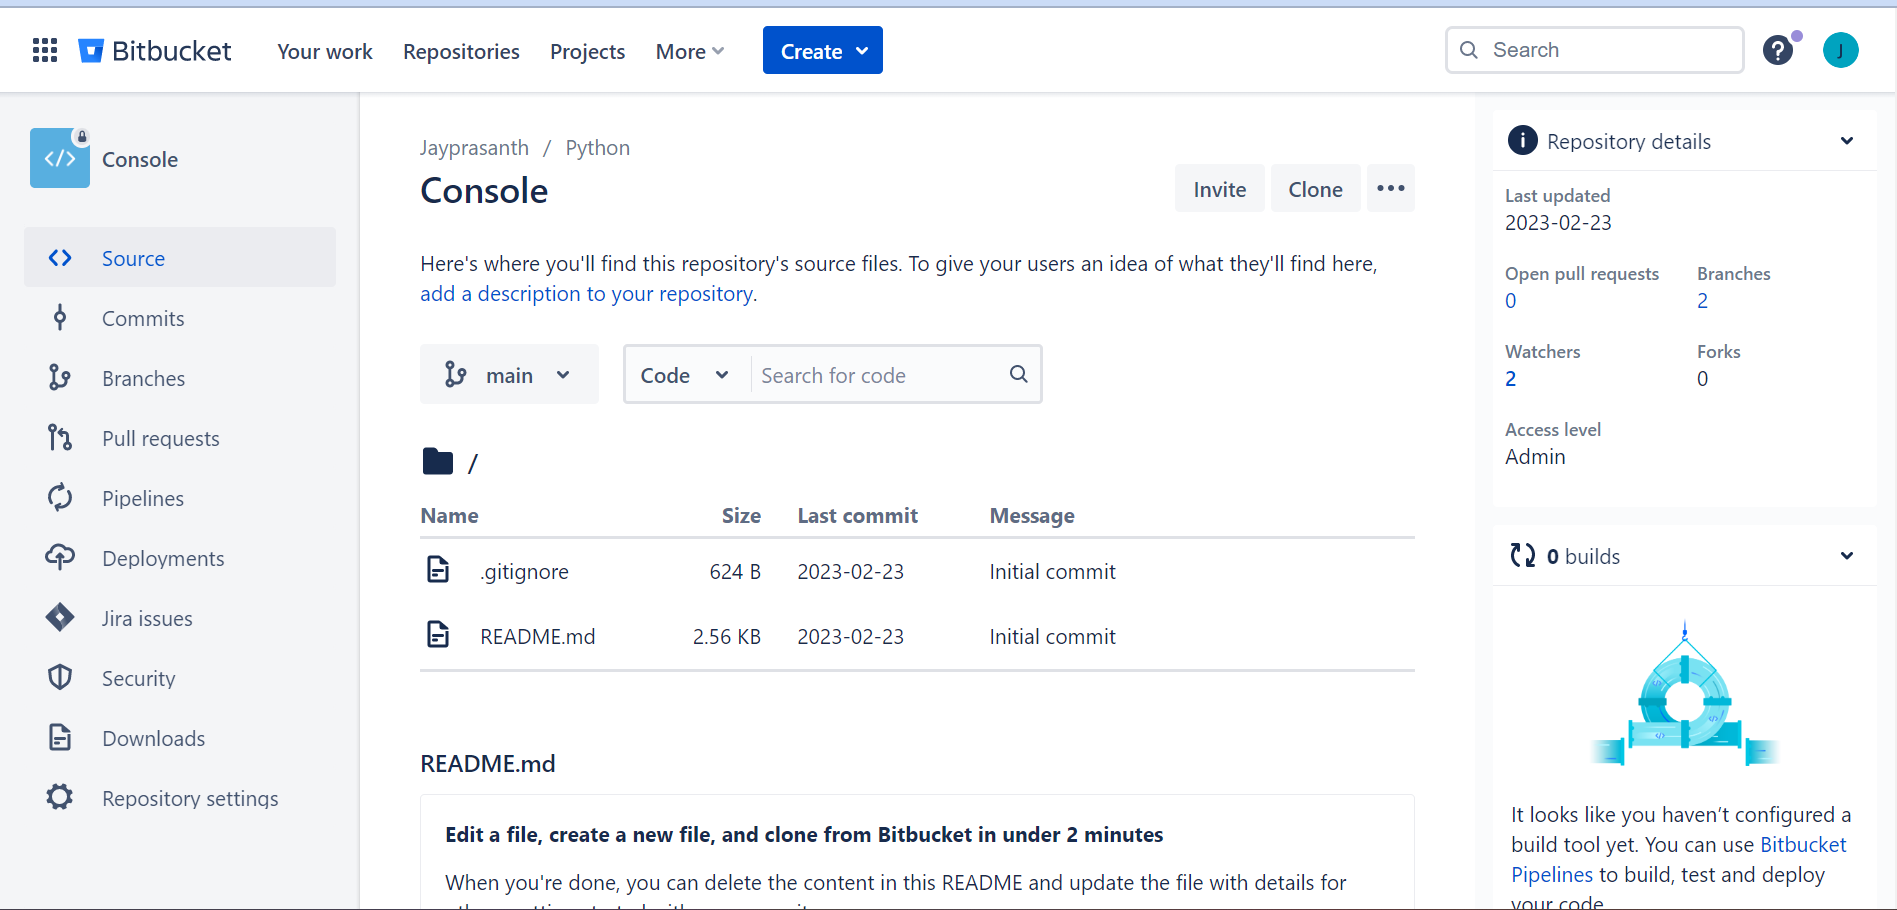 Bitbucket
Your work
Repositories
Projects
More
Create
Search
?
J
Console
Source
Commits
Branches
Pull requests
Pipelines
Deployments
Jira issues
Security
Downloads
Repository settings
Jayprasanth / Python
Console
Invite
Clone
Here's where you'll find this repository's source files. To give your users an idea of what they'll find here,
add a description to your repository.
main
Code
Search for code
/
Name Size Last commit Message
.gitignore 624 B 2023-02-23 Initial commit
README.md 2.56 KB 2023-02-23 Initial commit
README.md
Edit a file, create a new file, and clone from Bitbucket in under 2 minutes
When you're done, you can delete the content in this README and update the file with details for
Repository details
Last updated
2023-02-23
Open pull requests Branches
0 2
Watchers Forks
2 0
Access level
Admin
0 builds
It looks like you haven’t configured a
build tool yet. You can use Bitbucket
Pipelines to build, test and deploy
your code